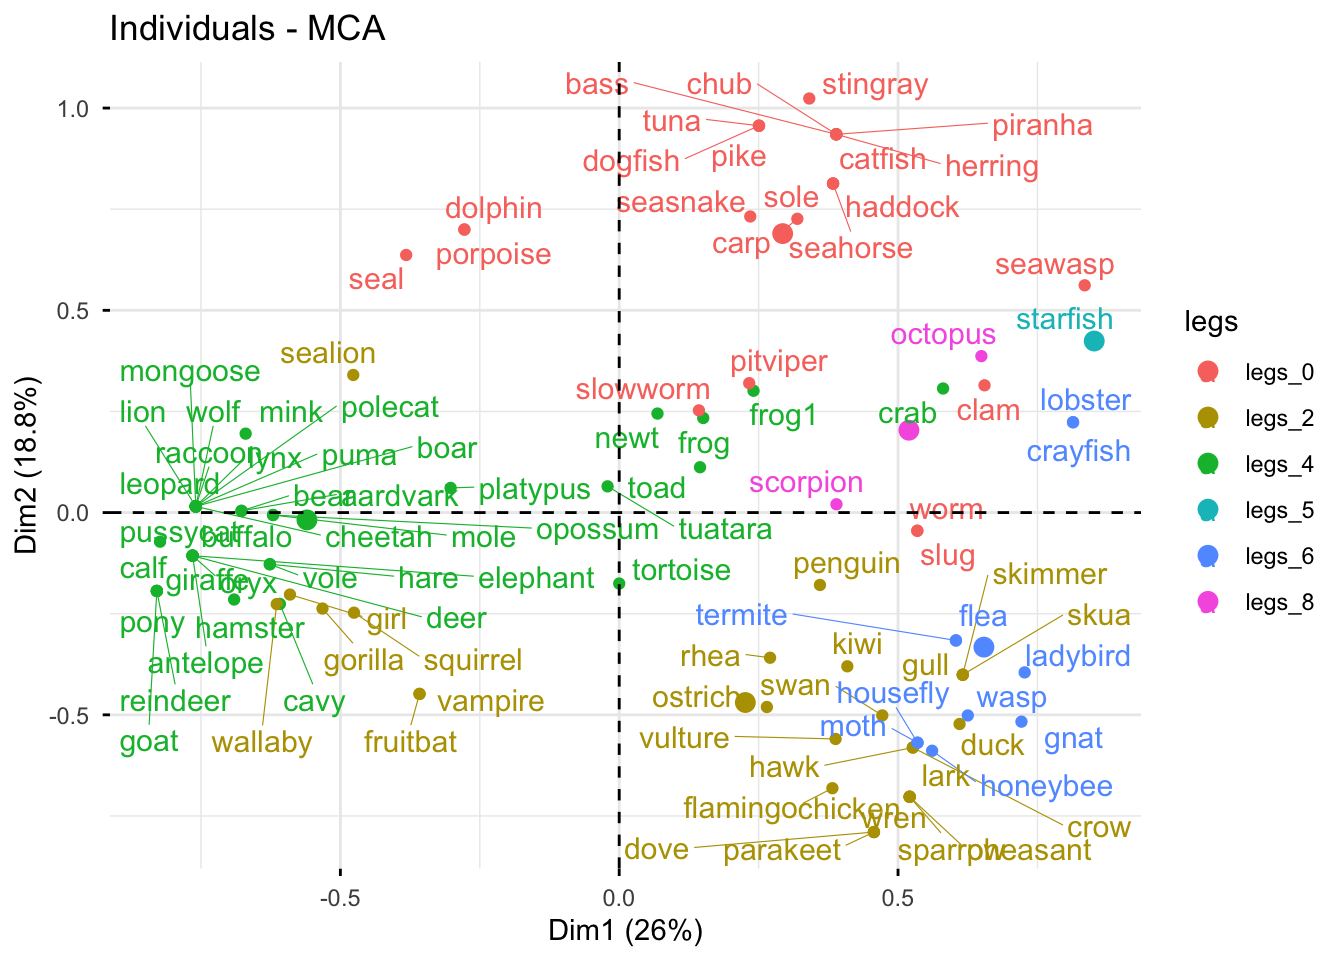 Individuals - MCA
bass
chub
stingray
tuna
piranha
dogfish
pike
catfish
herring
seasnake
sole
haddock
dolphin
carp
seahorse
porpoise
seal
seawasp
starfish
octopus
sealion
pitviper
mongoose
slowworm
lion
wolf
mink
polecat
newt
frog
frog1
crab
clam
lobster
crayfish
raccoon
lynx
puma
boar
leopard
bear
aardvark
platypus
toad
scorpion
worm
pussycat
buffalo
cheetah
mole
opossum
tuatara
slug
calf
giraffe
oryx
vole
hare
elephant
tortoise
penguin
skimmer
pony
hamster
girl
deer
termite
flea
skua
antelope
gorilla
squirrel
rhea
kiwi
gull
ladybird
reindeer
cavy
vampire
ostrich
swan
housefly
wasp
goat
wallaby
fruitbat
vulture
moth
duck
gnat
hawk
lark
honeybee
flamingo
chicken
wren
crow
dove
parakeet
sparrow
pheasant
1.0
0.5
0.0
-0.5
Dim2 (18.8%)
-0.5
0.0
0.5
Dim1 (26%)
legs
legs_0
legs_2
legs_4
legs_5
legs_6
legs_8